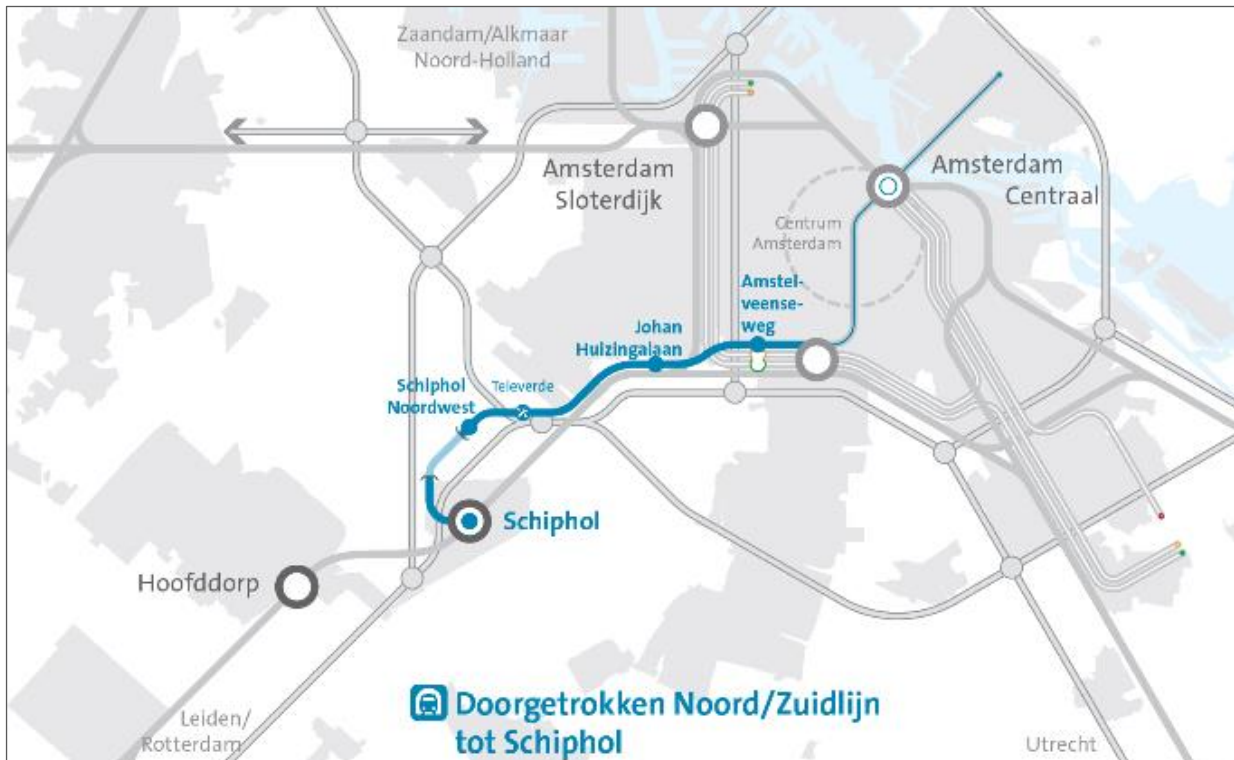 Zaandam/Alkmaar
Noord-Holland
Amsterdam
Sloterdijk
Amsterdam
Centraal
Centrum
Amsterdam
Amstel-
veense-
weg
Johan
Huizingalaan
Schiphol
Noordwest
Televerde
Schiphol
Hoofddorp
Doorgetrokken Noord/Zuidlijn
tot Schiphol
Leiden/
Rotterdam
Utrecht